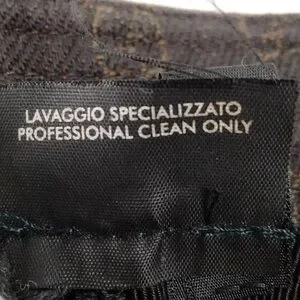 LAVAGGIO SPECIALIZZATO
PROFESSIONAL CLEAN ONLY